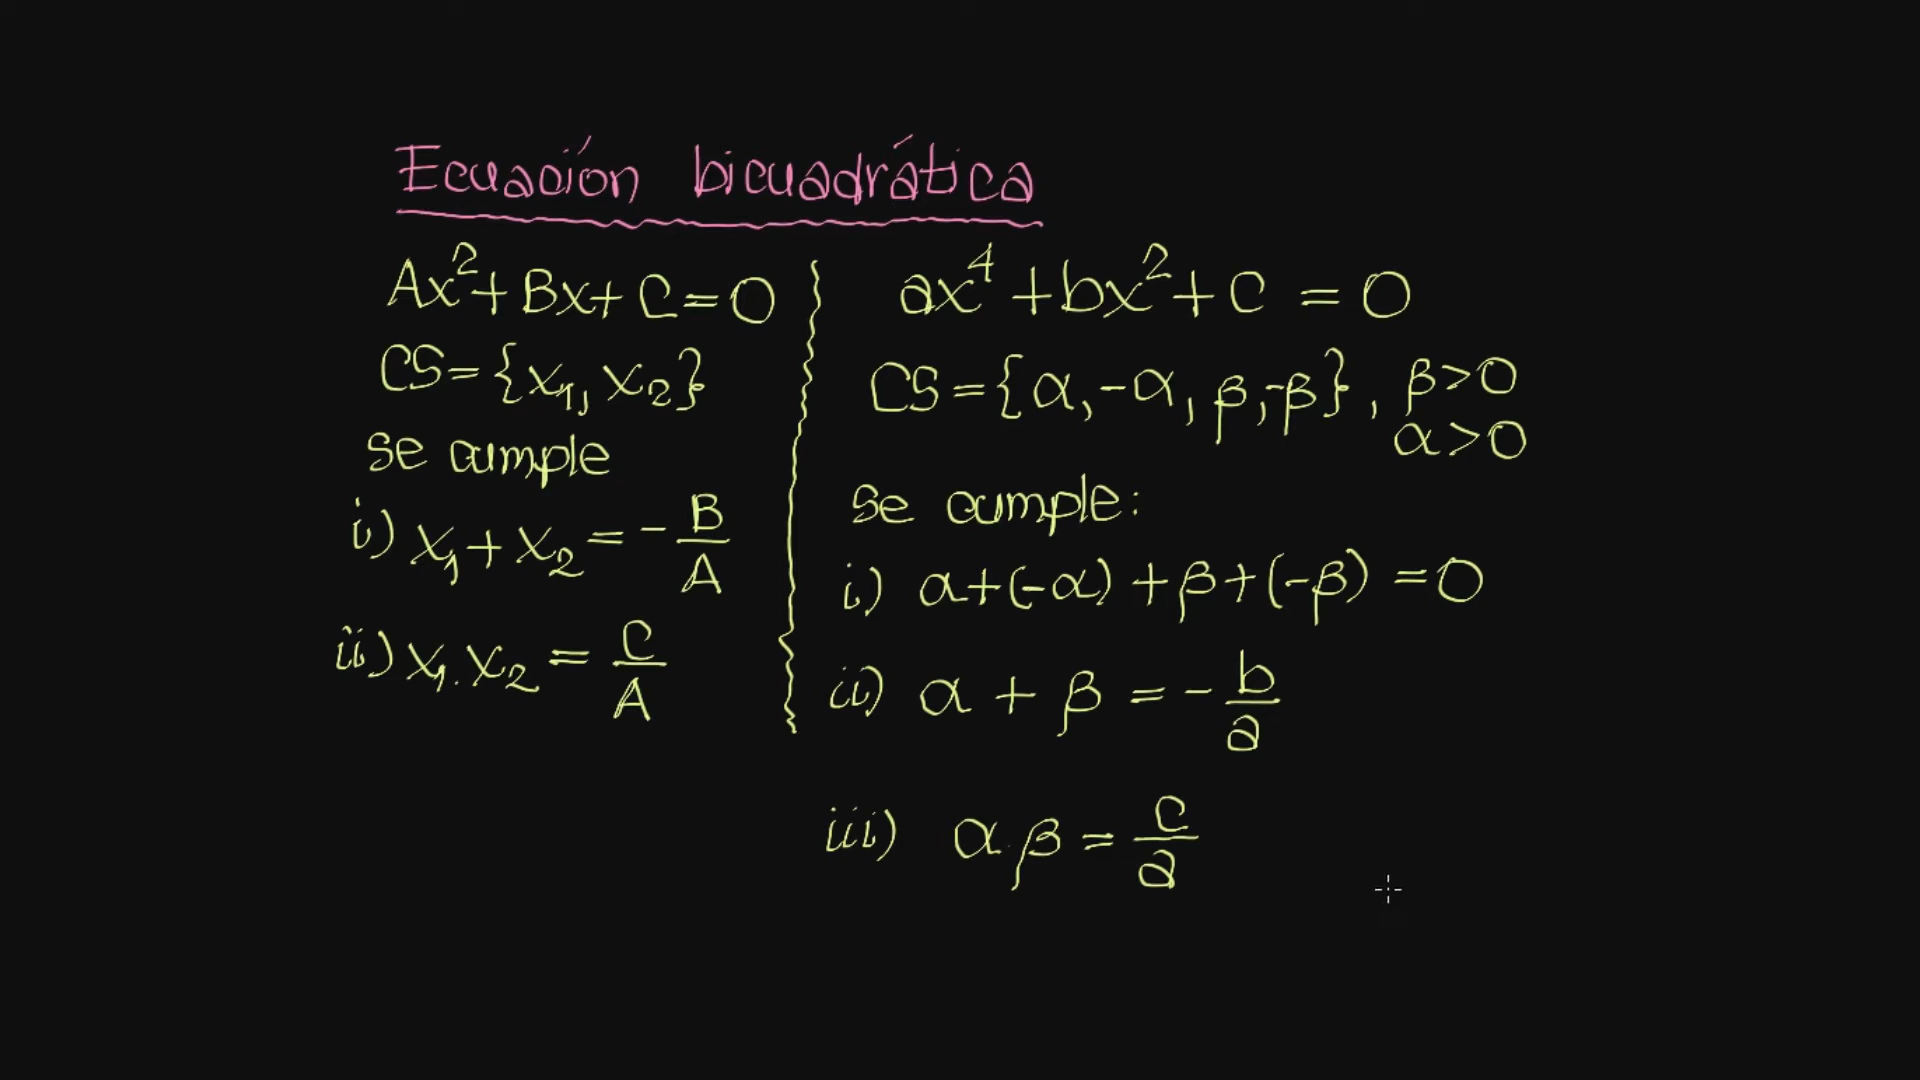 Ecuación bicuadrática
Ax²+Bx+C=0
CS={x₁, x₂}
se cumple
i) x₁+x₂=-B/A
ii) x₁.x₂=C/A
ax⁴+bx²+c=0
CS={α,-α,β,-β}, β>0
α>0
se cumple:
i) α+(-α)+β+(-β)=0
ii) α+β=-b/a
iii) α.β=c/a